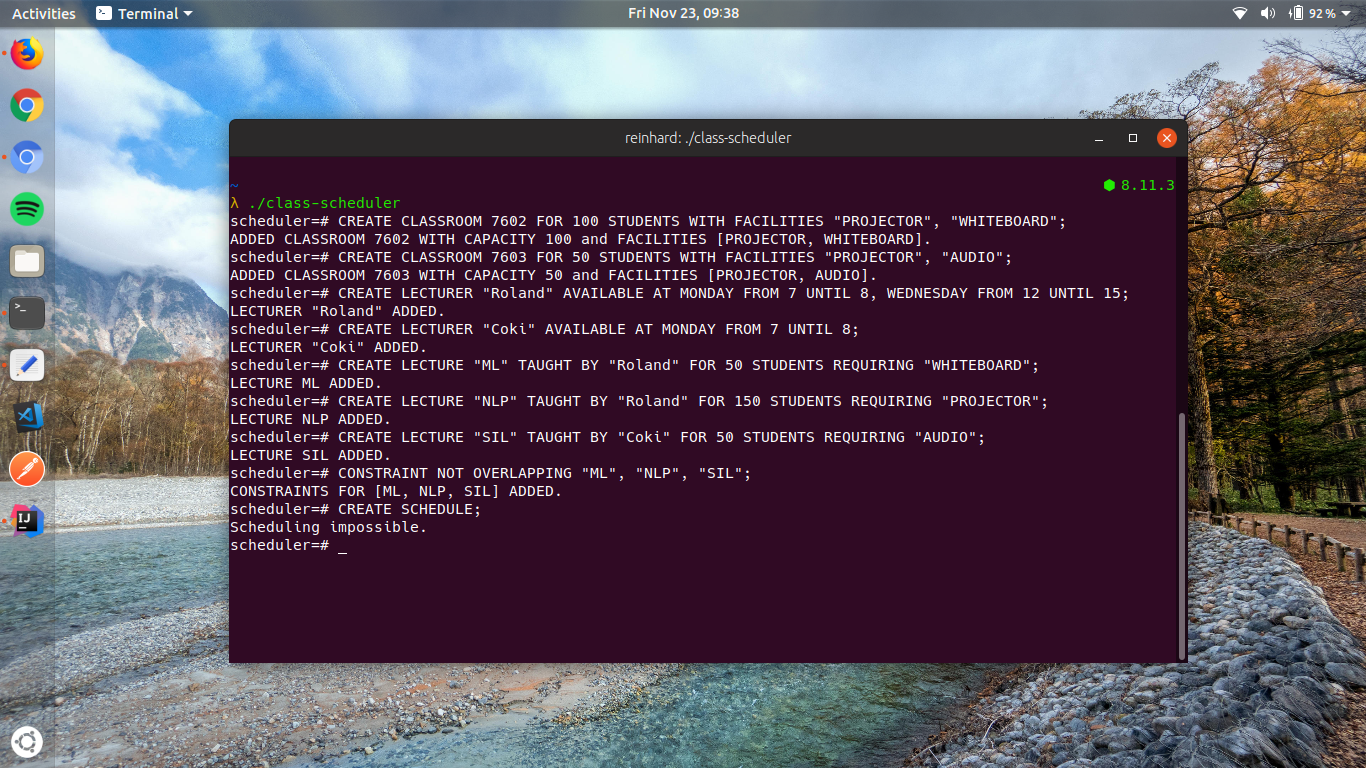 Activities Terminal Fri Nov 23, 09:38 92 %
reinhard: ./class-scheduler
~
8.11.3
λ ./class-scheduler
scheduler=# CREATE CLASSROOM 7602 FOR 100 STUDENTS WITH FACILITIES "PROJECTOR", "WHITEBOARD";
ADDED CLASSROOM 7602 WITH CAPACITY 100 and FACILITIES [PROJECTOR, WHITEBOARD].
scheduler=# CREATE CLASSROOM 7603 FOR 50 STUDENTS WITH FACILITIES "PROJECTOR", "AUDIO";
ADDED CLASSROOM 7603 WITH CAPACITY 50 and FACILITIES [PROJECTOR, AUDIO].
scheduler=# CREATE LECTURER "Roland" AVAILABLE AT MONDAY FROM 7 UNTIL 8, WEDNESDAY FROM 12 UNTIL 15;
LECTURER "Roland" ADDED.
scheduler=# CREATE LECTURER "Coki" AVAILABLE AT MONDAY FROM 7 UNTIL 8;
LECTURER "Coki" ADDED.
scheduler=# CREATE LECTURE "ML" TAUGHT BY "Roland" FOR 50 STUDENTS REQUIRING "WHITEBOARD";
LECTURE ML ADDED.
scheduler=# CREATE LECTURE "NLP" TAUGHT BY "Roland" FOR 150 STUDENTS REQUIRING "PROJECTOR";
LECTURE NLP ADDED.
scheduler=# CREATE LECTURE "SIL" TAUGHT BY "Coki" FOR 50 STUDENTS REQUIRING "AUDIO";
LECTURE SIL ADDED.
scheduler=# CONSTRAINT NOT OVERLAPPING "ML", "NLP", "SIL";
CONSTRAINTS FOR [ML, NLP, SIL] ADDED.
scheduler=# CREATE SCHEDULE;
Scheduling impossible.
scheduler=# _
IJ